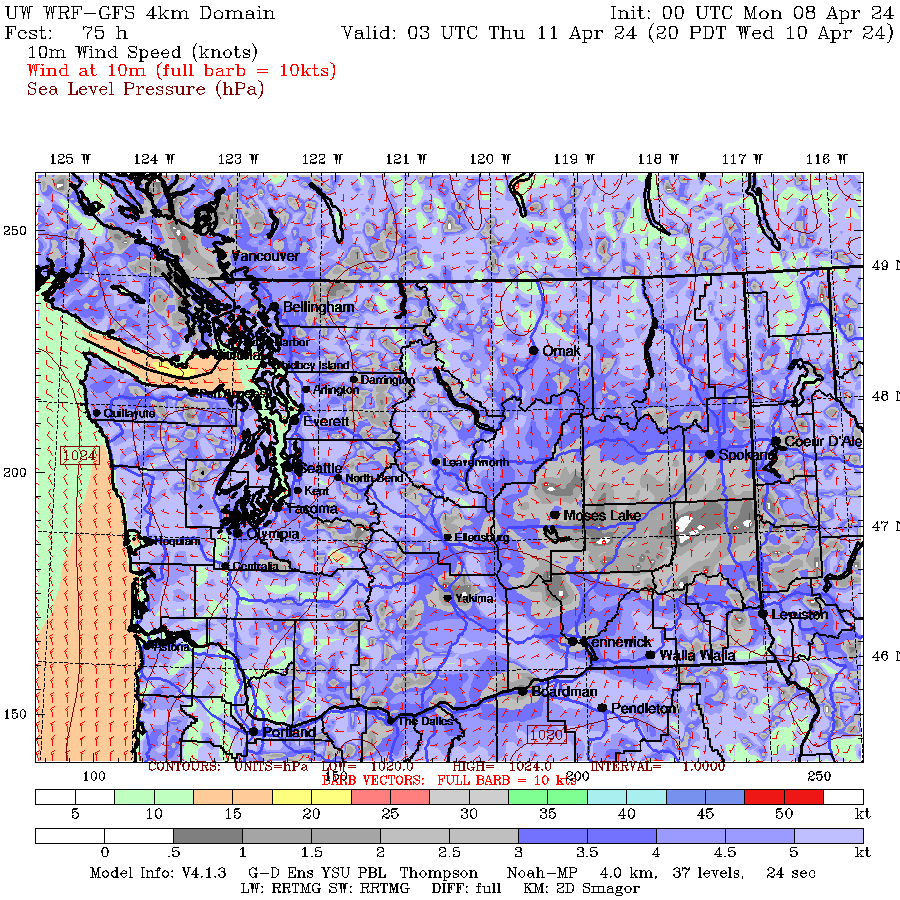 UW WRF-GFS 4km Domain Init: 00 UTC Mon 08 Apr 24
Fcst: 75 h Valid: 03 UTC Thu 11 Apr 24 (20 PDT Wed 10 Apr 24)
10m Wind Speed (knots)
Wind at 10m (full barb = 10kts)
Sea Level Pressure (hPa)
125 W 124 W 123 W 122 W 121 W 120 W 119 W 118 W 117 W 116 W
250
Vancouver
49 N
Bellingham
Harbor
Omak
Whidbey Island
Darrington
Arlington
48 N
Quillayute
Everett
Coeur D'Ale
1024
Spokane
Leavenworth
200
Seattle
North Bend
Kent
Tacoma
Moses Lake
47 N
Olympia
Ellensburg
Hoquiam
Centralia
Yakima
Lewiston
Kennewick
Astoria
Walla Walla
46 N
Boardman
Pendleton
150
The Dalles
Portland
1020
CONTOURS: UNITS=hPa LOW= 1020.0 HIGH= 1024.0 INTERVAL= 1.0000
100 150 200 250
BARB VECTORS: FULL BARB = 10 kts
5 10 15 20 25 30 35 40 45 50 kt
0 .5 1 1.5 2 2.5 3 3.5 4 4.5 5 kt
Model Info: V4.1.3 G-D Ens YSU PBL Thompson Noah-MP 4.0 km, 37 levels, 24 sec
LW: RRTMG SW: RRTMG DIFF: full KM: 2D Smagor